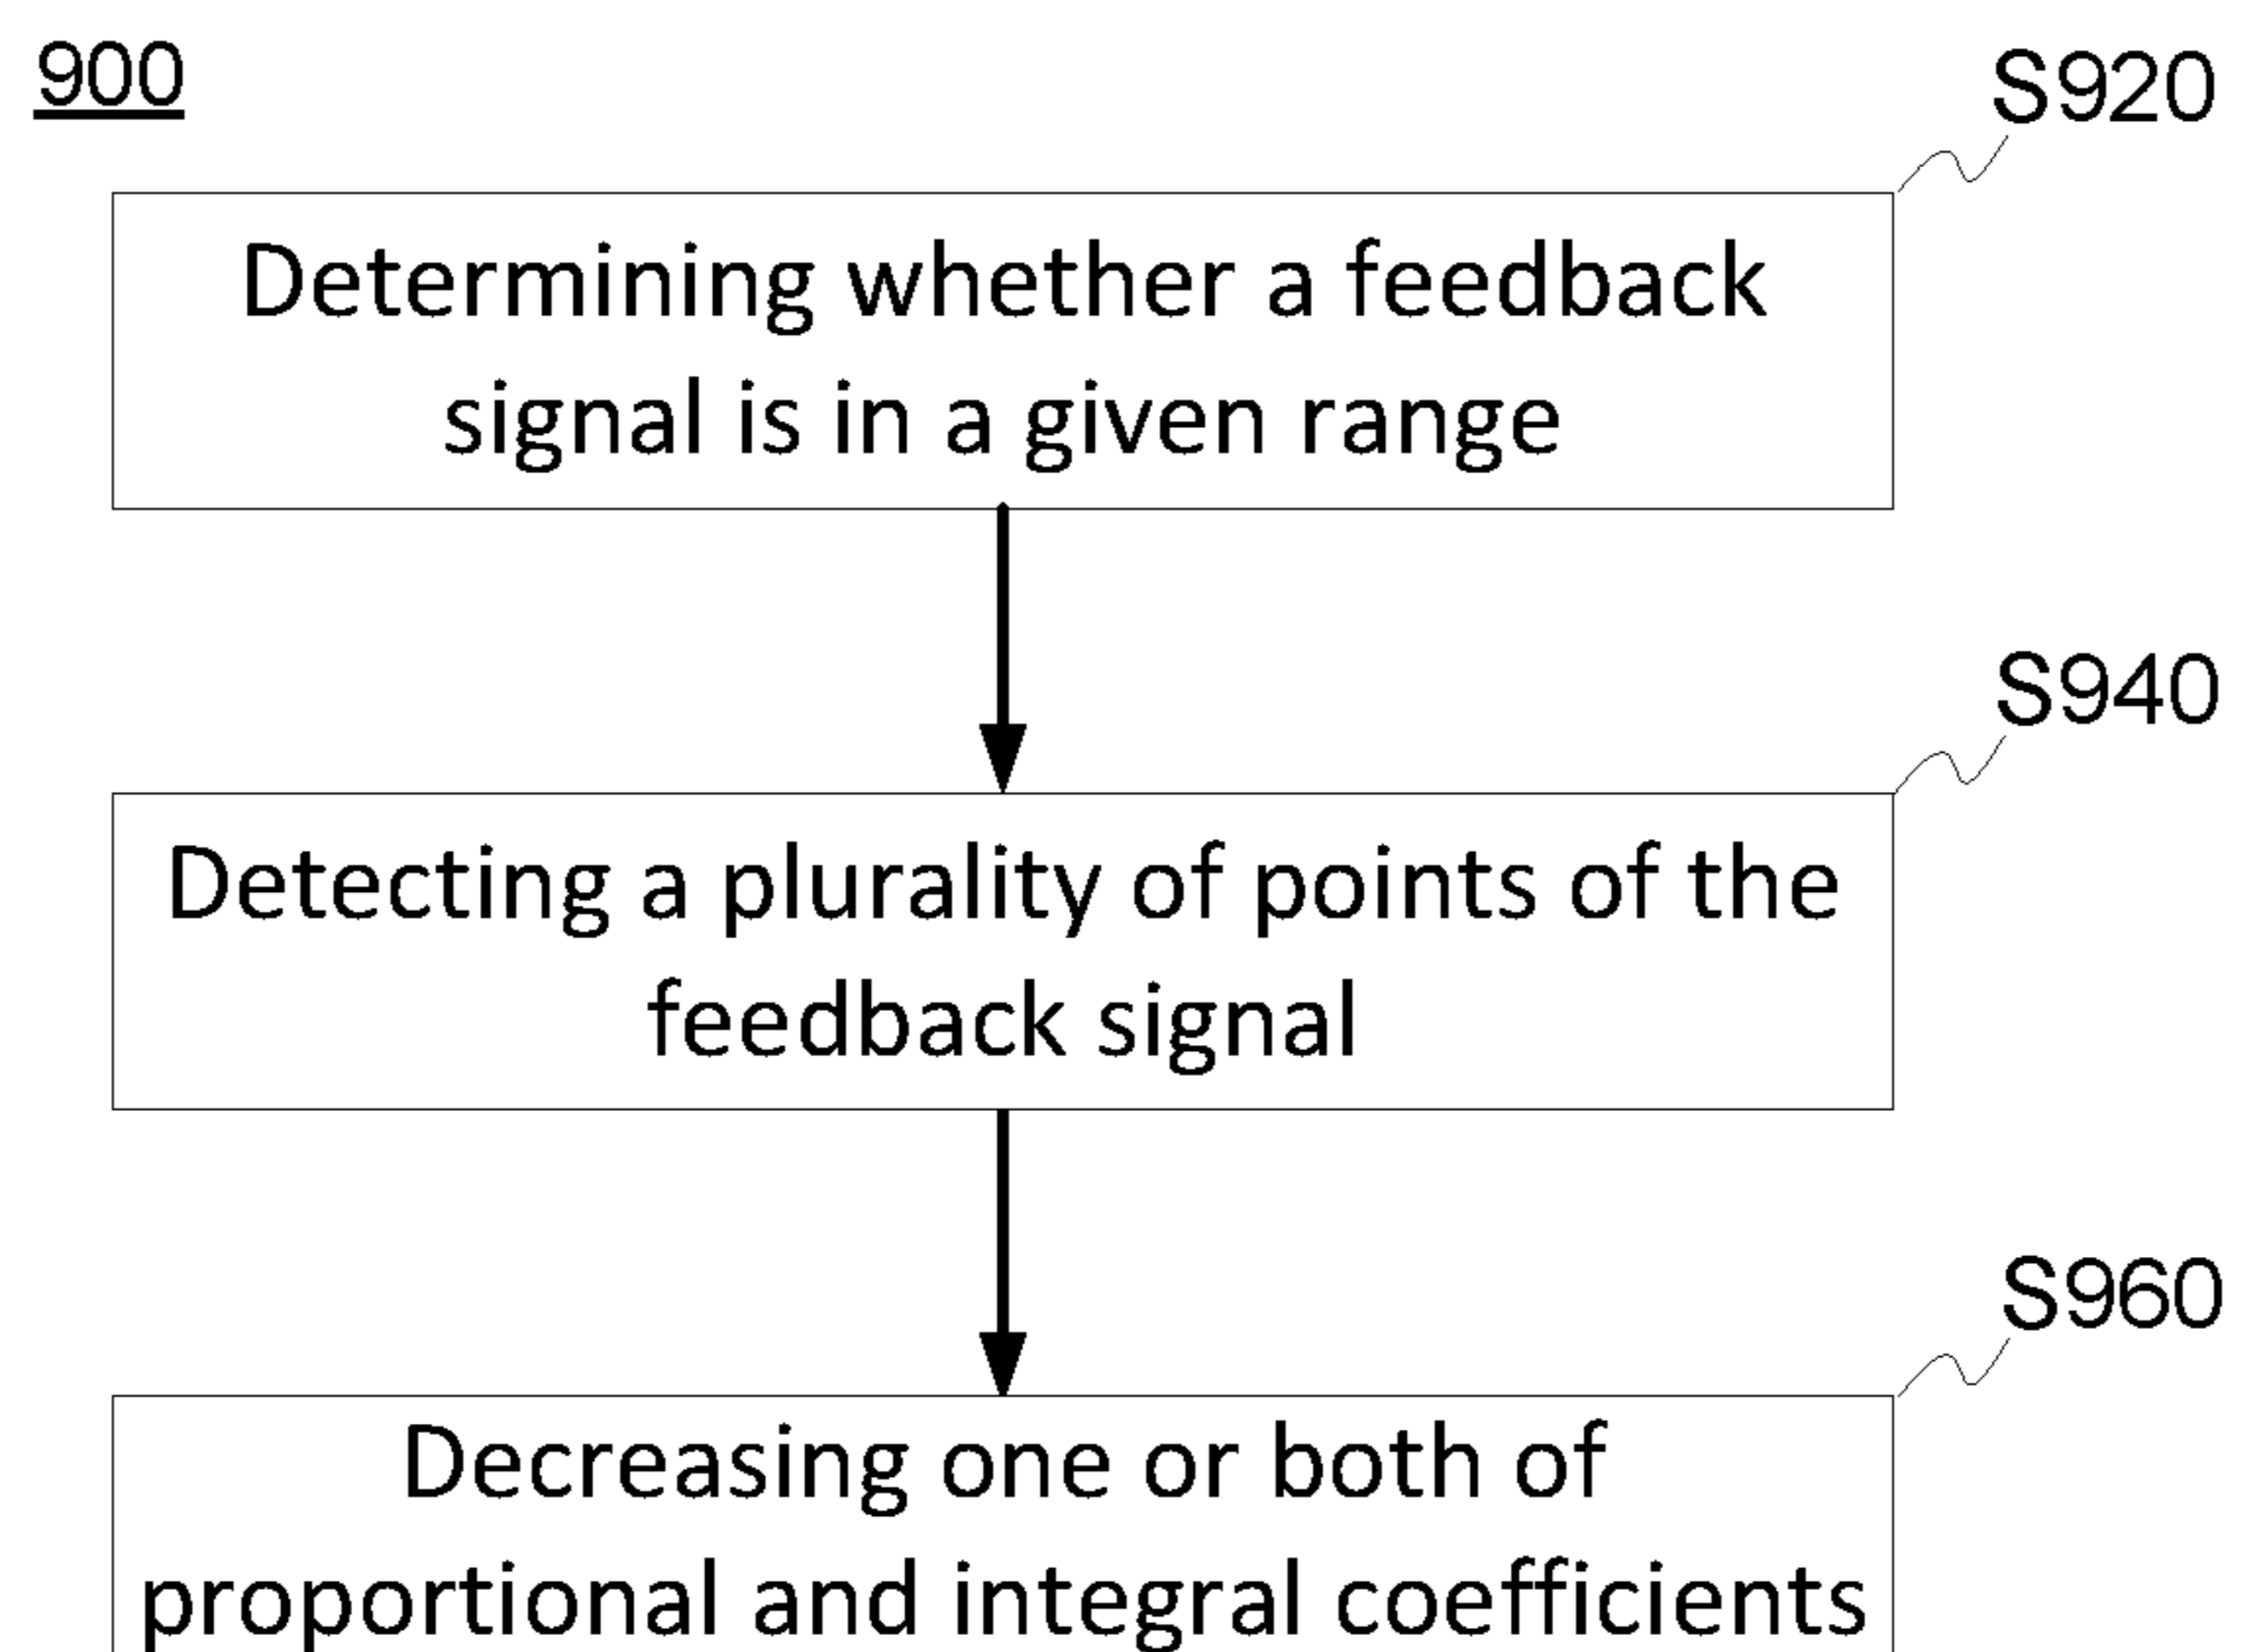 900
S920
Determining whether a feedback
signal is in a given range
S940
Detecting a plurality of points of the
feedback signal
S960
Decreasing one or both of
proportional and integral coefficients